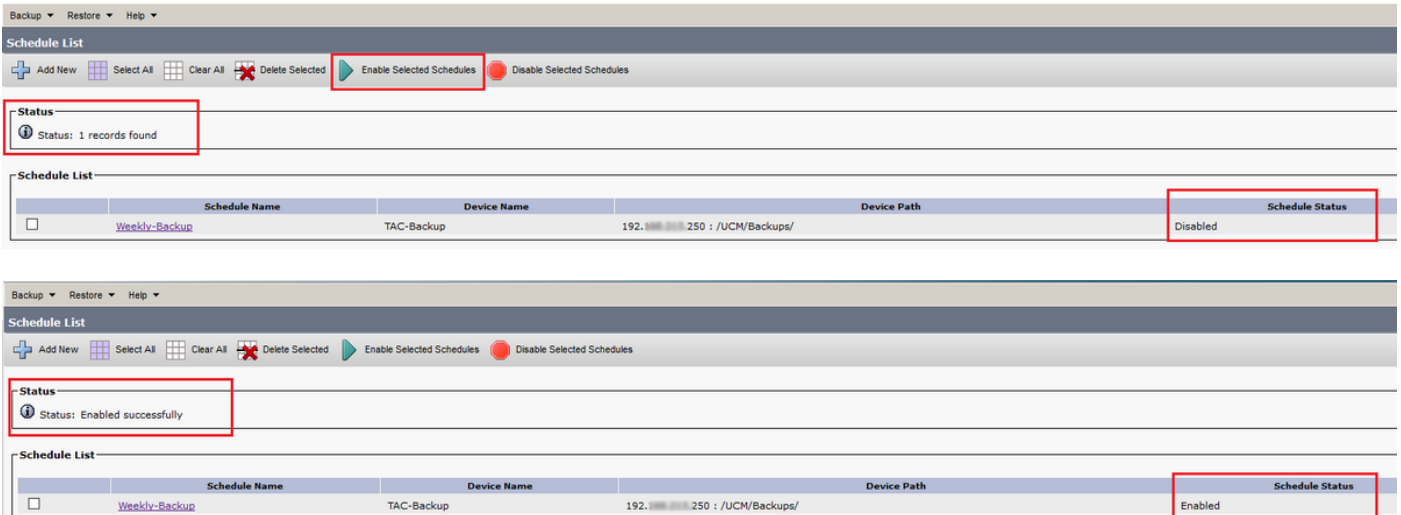 Backup Restore Help
Schedule List
Add New Select All Clear All Delete Selected Enable Selected Schedules Disable Selected Schedules
Status
Status: 1 records found
Schedule List
Schedule Name Device Name Device Path Schedule Status
Weekly-Backup TAC-Backup 192. .250 : /UCM/Backups/ Disabled
Backup Restore Help
Schedule List
Add New Select All Clear All Delete Selected Enable Selected Schedules Disable Selected Schedules
Status
Status: Enabled successfully
Schedule List
Schedule Name Device Name Device Path Schedule Status
Weekly-Backup TAC-Backup 192. .250 : /UCM/Backups/ Enabled